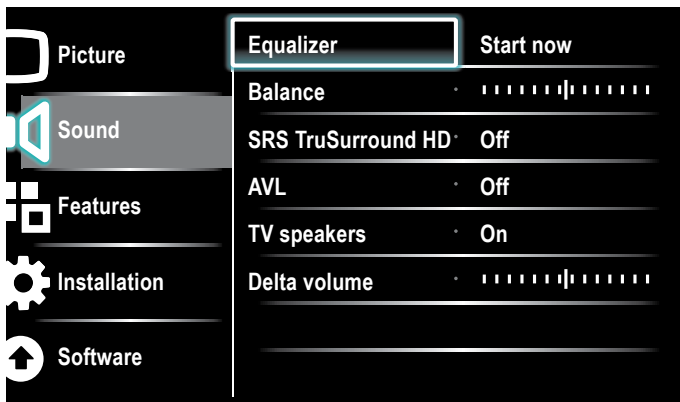 Picture
Sound
Features
Installation
Software
Equalizer Start now
Balance
SRS TruSurround HD Off
AVL Off
TV speakers On
Delta volume